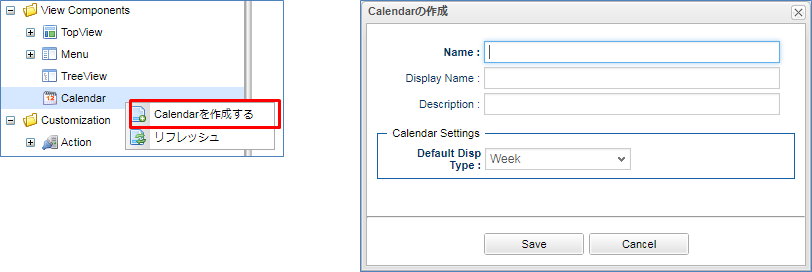 View Components
TopView
Menu
TreeView
12
Calendar
Calendarを作成する
Customization
リフレッシュ
Action
Calendarの作成
Name :
Display Name :
Description :
Calendar Settings
Default Disp
Type :
Week
Save
Cancel